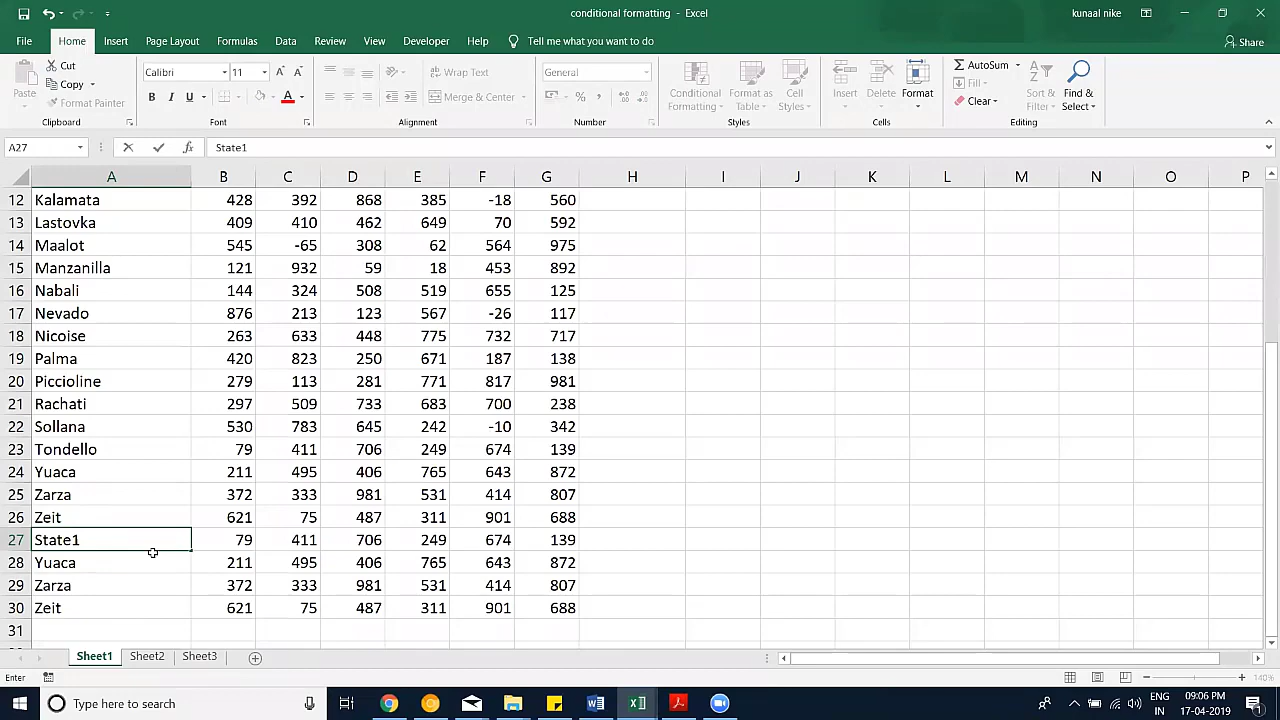 conditional formatting - Excel
kunaal nike
File Home Insert Page Layout Formulas Data Review View Developer Help Tell me what you want to do Share
Paste Cut Copy Format Painter Clipboard
Calibri 11 B I U A Font
Wrap Text Merge & Center Alignment
General % , Number
Conditional Formatting Format as Table Cell Styles Styles
Insert Delete Format Cells
AutoSum Fill Clear Sort & Filter Find & Select Editing
A27 fx State1
A B C D E F G H I J K L M N O P
12 Kalamata 428 392 868 385 -18 560
13 Lastovka 409 410 462 649 70 592
14 Maalot 545 -65 308 62 564 975
15 Manzanilla 121 932 59 18 453 892
16 Nabali 144 324 508 519 655 125
17 Nevado 876 213 123 567 -26 117
18 Nicoise 263 633 448 775 732 717
19 Palma 420 823 250 671 187 138
20 Piccioline 279 113 281 771 817 981
21 Rachati 297 509 733 683 700 238
22 Sollana 530 783 645 242 -10 342
23 Tondello 79 411 706 249 674 139
24 Yuaca 211 495 406 765 643 872
25 Zarza 372 333 981 531 414 807
26 Zeit 621 75 487 311 901 688
27 State1 79 411 706 249 674 139
28 Yuaca 211 495 406 765 643 872
29 Zarza 372 333 981 531 414 807
30 Zeit 621 75 487 311 901 688
31
Sheet1 Sheet2 Sheet3
Enter 140%
Type here to search
ENG 09:06 PM
IN 17-04-2019